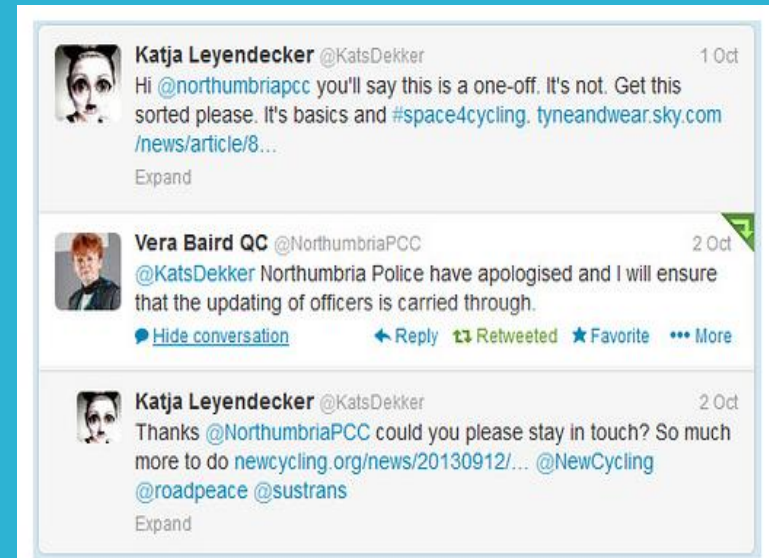 Katja Leyendecker @KatsDekker 1 Oct
Hi @northumbriapcc you'll say this is a one-off. It's not. Get this
sorted please. It's basics and #space4cycling. tyneandwear.sky.com
/news/article/8…
Expand
Vera Baird QC @NorthumbriaPCC 2 Oct
@KatsDekker Northumbria Police have apologised and I will ensure
that the updating of officers is carried through.
Hide conversation Reply Retweeted Favorite More
Katja Leyendecker @KatsDekker 2 Oct
Thanks @NorthumbriaPCC could you please stay in touch? So much
more to do newcycling.org/news/20130912/… @NewCycling
@roadpeace @sustrans
Expand